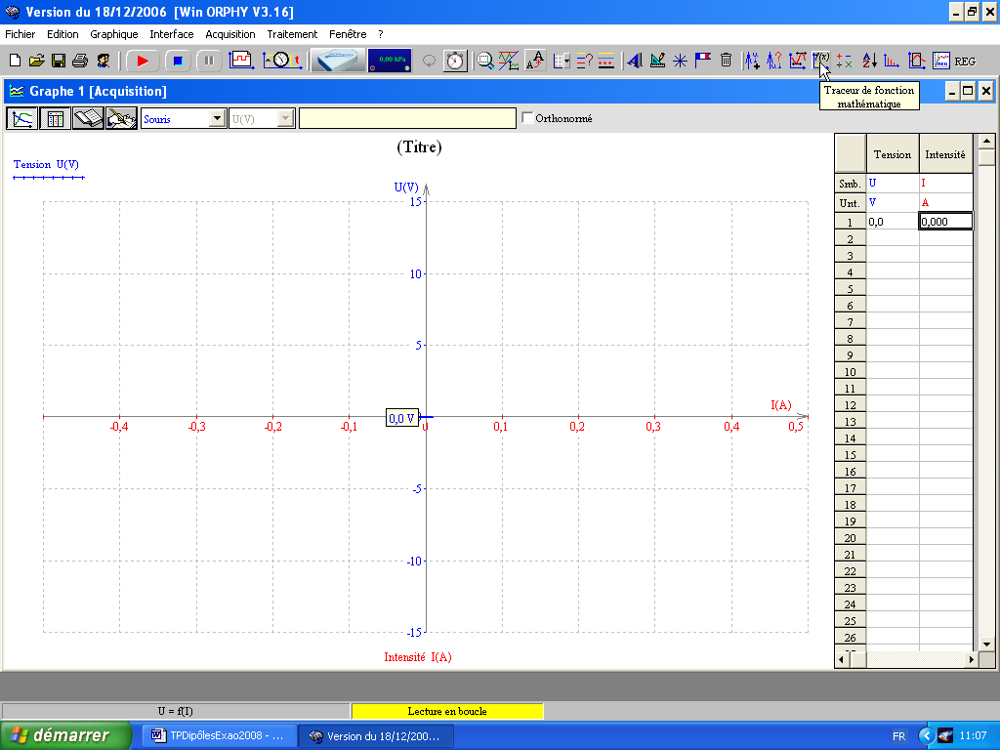 Version du 18/12/2006  [Win ORPHY V3.16]
Fichier Edition Graphique Interface Acquisition Traitement Fenêtre ?
0,00 hPa REG
Traceur de fonction
mathématique
Graphe 1 [Acquisition]
Souris U(V) Orthonormé
(Titre)
Tension U(V)
U(V)
15
10
5
I(A)
0,0 V
-0,4 -0,3 -0,2 -0,1 0 0,1 0,2 0,3 0,4 0,5
-5
-10
-15
Intensité I(A)
Tension Intensité
Smb. U I
Unt. V A
1 0,0 0,000
2
3
4
5
6
7
8
9
10
11
12
13
14
15
16
17
18
19
20
21
22
23
24
25
26
U = f(I) Lecture en boucle
démarrer TPDipôlesExao2008 - ... Version du 18/12/200... FR 11:07